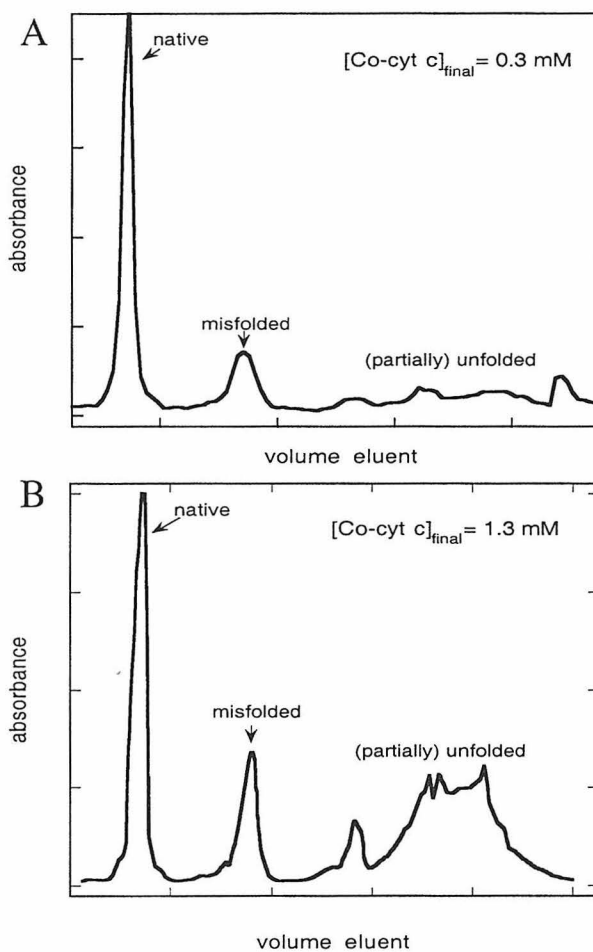 A
native
[Co-cyt c]final= 0.3 mM
absorbance
misfolded
(partially) unfolded
volume eluent
B
native
[Co-cyt c]final= 1.3 mM
absorbance
misfolded
(partially) unfolded
volume eluent